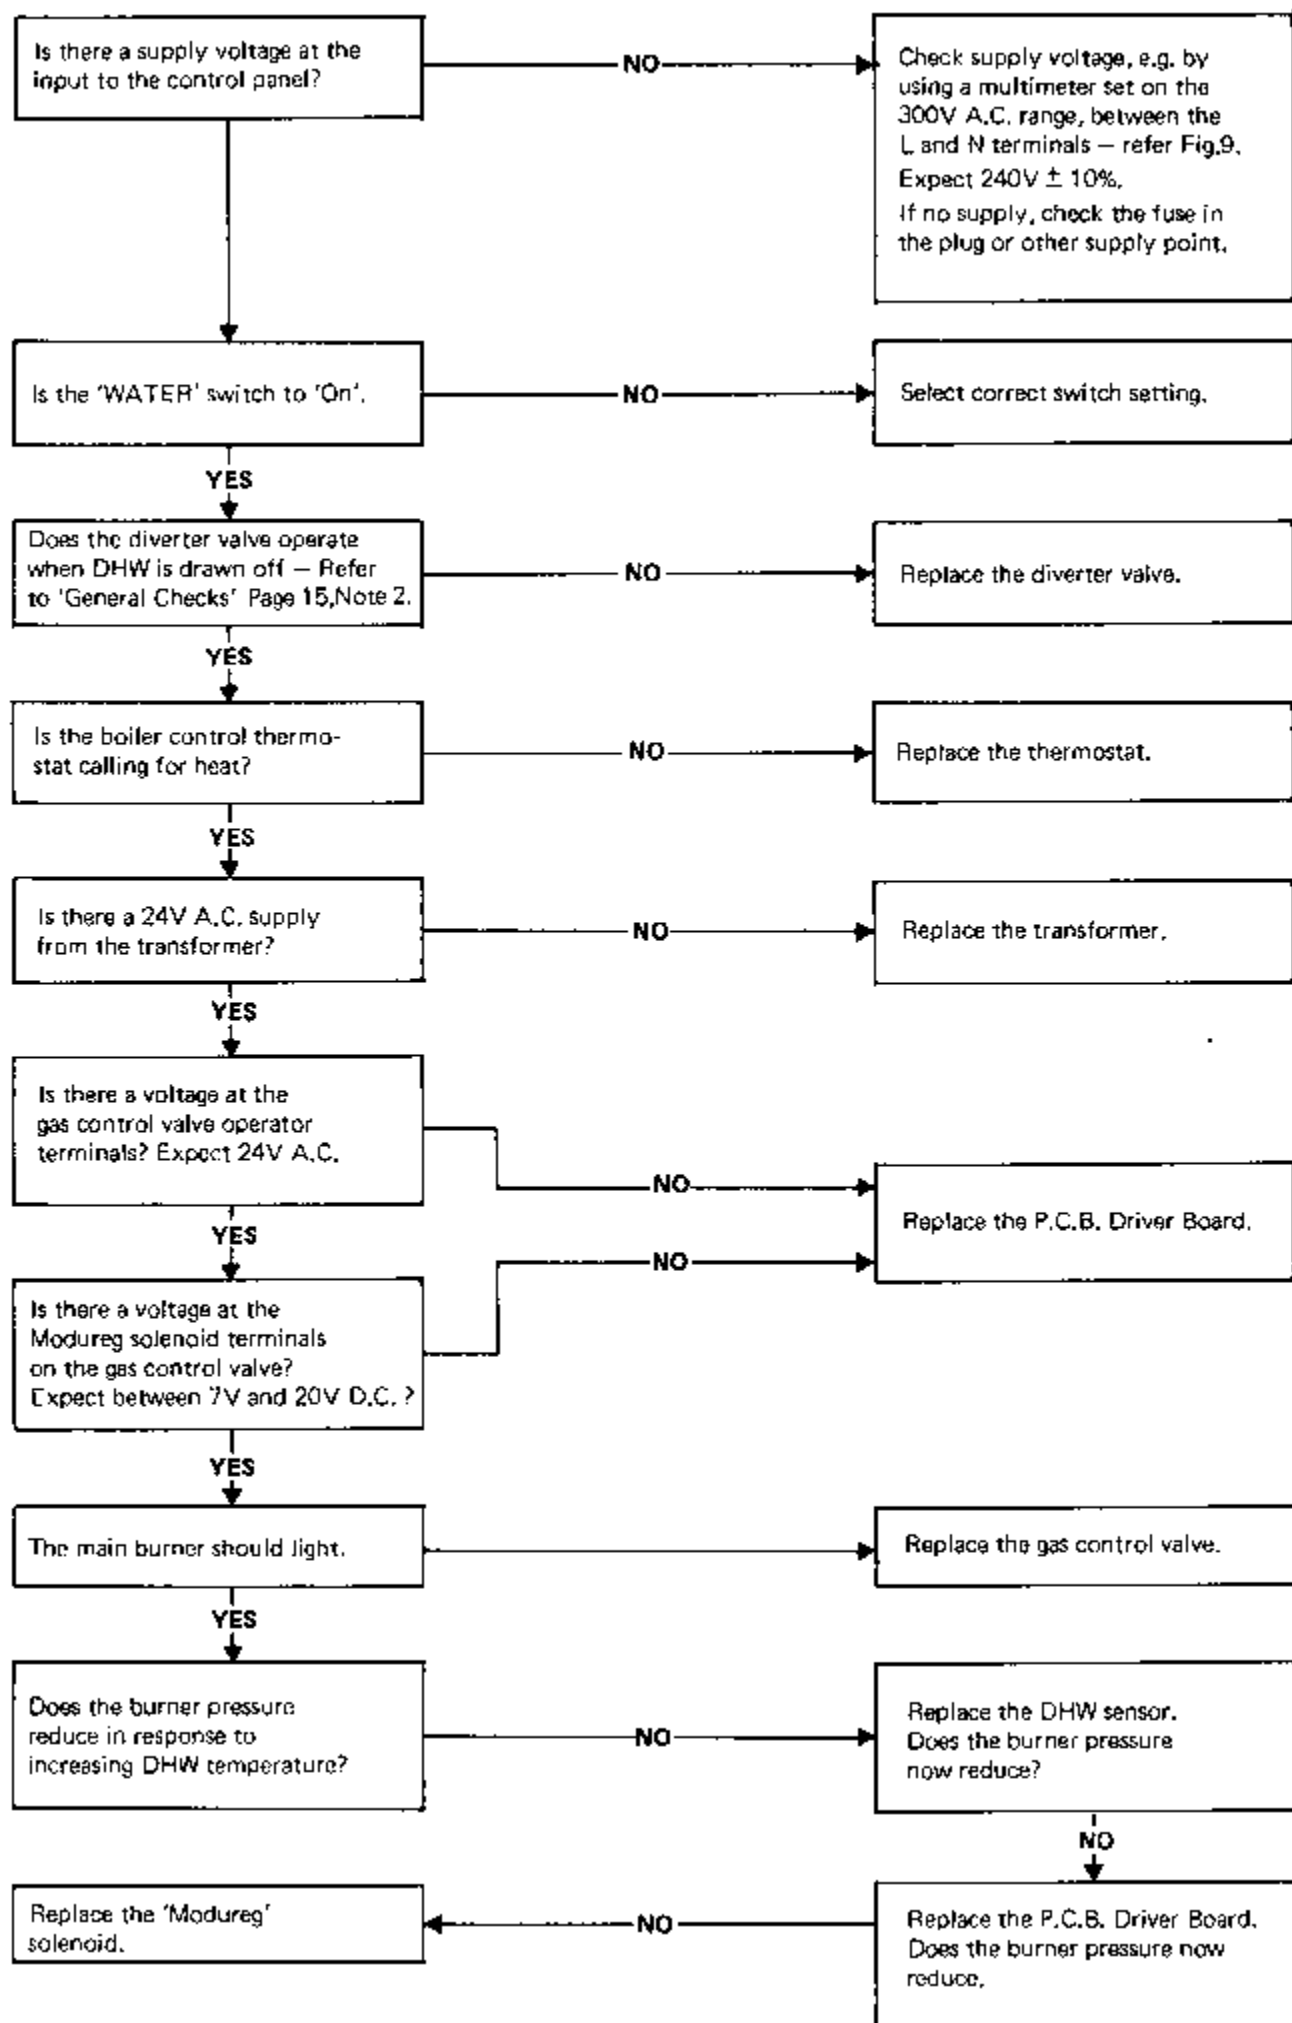 Is there a supply voltage at the
input to the control panel?
NO
Check supply voltage, e.g. by
using a multimeter set on the
300V A.C. range, between the
L and N terminals — refer Fig.9.
Expect 240V ± 10%.
If no supply, check the fuse in
the plug or other supply point.
Is the 'WATER' switch to 'On'.
NO
Select correct switch setting.
YES
Does the diverter valve operate
when DHW is drawn off — Refer
to 'General Checks' Page 15,Note 2.
NO
Replace the diverter valve.
YES
Is the boiler control thermo-
stat calling for heat?
NO
Replace the thermostat.
YES
Is there a 24V A.C. supply
from the transformer?
NO
Replace the transformer.
YES
Is there a voltage at the
gas control valve operator
terminals? Expect 24V A.C.
NO
Replace the P.C.B. Driver Board.
YES
NO
Is there a voltage at the
Modureg solenoid terminals
on the gas control valve?
Expect between 7V and 20V D.C. ?
YES
The main burner should light.
Replace the gas control valve.
YES
Does the burner pressure
reduce in response to
increasing DHW temperature?
NO
Replace the DHW sensor.
Does the burner pressure
now reduce?
NO
Replace the 'Modureg'
solenoid.
NO
Replace the P.C.B. Driver Board.
Does the burner pressure now
reduce.